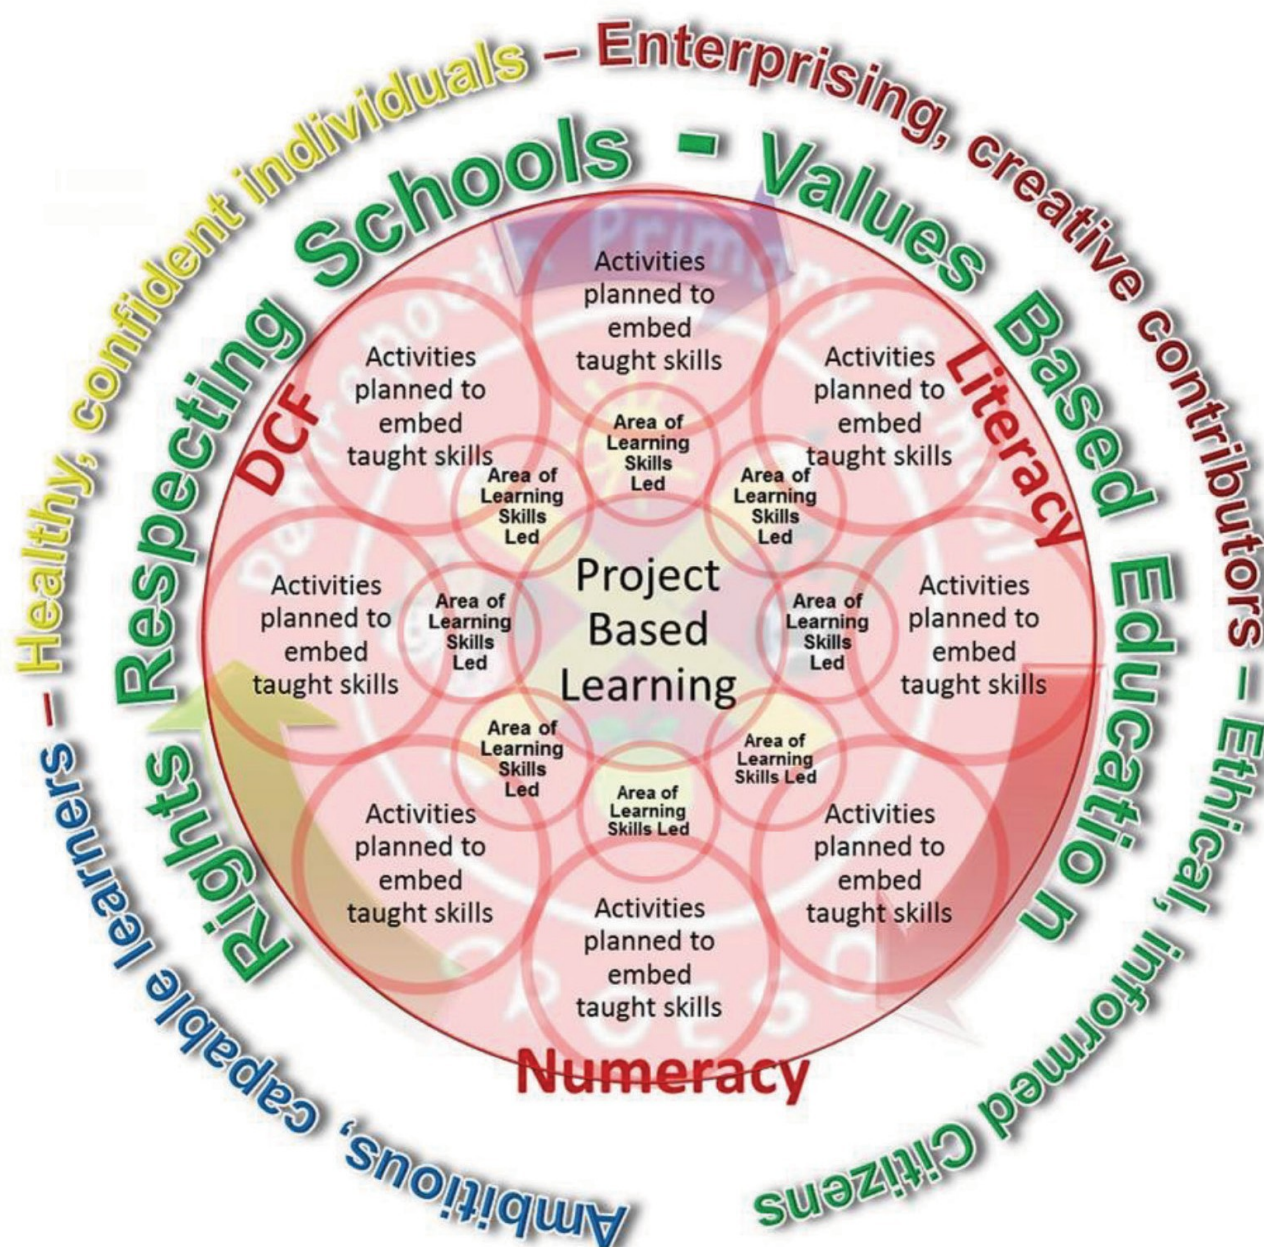 Ambitious, capable learners – Healthy, confident individuals – Enterprising, creative contributors – Ethical, informed Citizens
Rights Respecting Schools - Values Based Education
DCF
Literacy
Numeracy
Activities
planned to
embed
taught skills
Activities
planned to
embed
taught skills
Activities
planned to
embed
taught skills
Area of
Learning
Skills
Led
Area of
Learning
Skills
Led
Area of
Learning
Skills
Led
Activities
planned to
embed
taught skills
Area of
Learning
Skills
Led
Project
Based
Learning
Area of
Learning
Skills
Led
Activities
planned to
embed
taught skills
Area of
Learning
Skills
Led
Area of
Learning
Skills Led
Area of
Learning
Skills Led
Activities
planned to
embed
taught skills
Activities
planned to
embed
taught skills
Activities
planned to
embed
taught skills